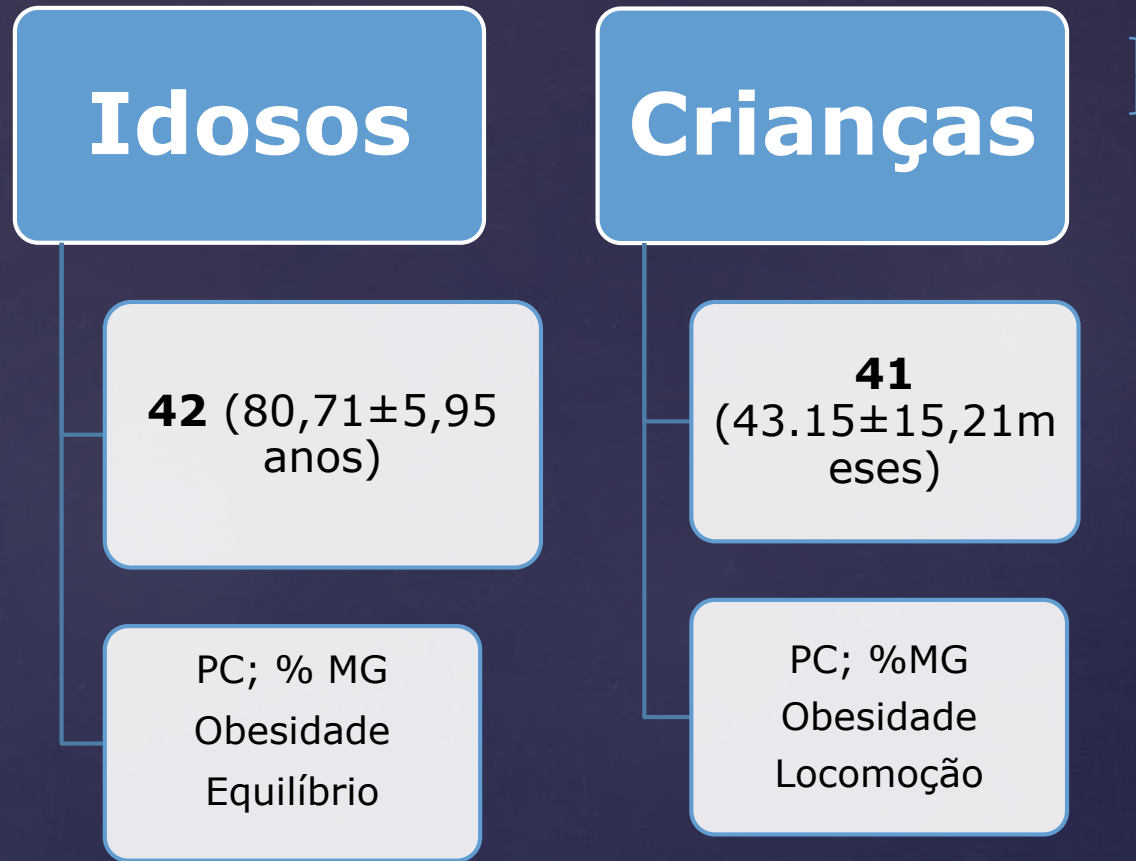 Idosos
42 (80,71±5,95
anos)
PC; % MG
Obesidade
Equilíbrio
Crianças
41
(43.15±15,21m
eses)
PC; %MG
Obesidade
Locomoção